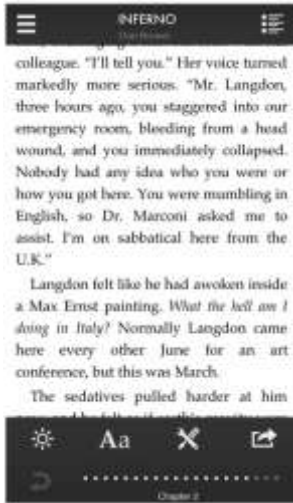 INFERNO
Dan Brown
colleague. “I’ll tell you.” Her voice turned
markedly more serious. “Mr. Langdon,
three hours ago, you staggered into our
emergency room, bleeding from a head
wound, and you immediately collapsed.
Nobody had any idea who you were or
how you got here. You were mumbling in
English, so Dr. Marconi asked me to
assist. I’m on sabbatical here from the
U.K.”
Langdon felt like he had awoken inside
a Max Ernst painting. What the hell am I
doing in Italy? Normally Langdon came
here every other June for an art
conference, but this was March.
The sedatives pulled harder at him
Aa
Chapter 2